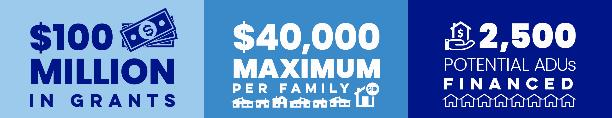 $100
MILLION
IN GRANTS
$40,000
MAXIMUM
PER FAMILY
2,500
POTENTIAL ADUs
FINANCED